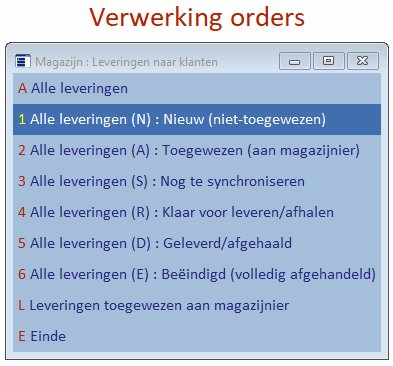 Verwerking orders
Magazijn : Leveringen naar klanten
A Alle leveringen
1 Alle leveringen (N) : Nieuw (niet-toegewezen)
2 Alle leveringen (A) : Toegewezen (aan magazijnier)
3 Alle leveringen (S) : Nog te synchroniseren
4 Alle leveringen (R) : Klaar voor leveren/afhalen
5 Alle leveringen (D) : Geleverd/afgehaald
6 Alle leveringen (E) : Beëindigd (volledig afgehandeld)
L Leveringen toegewezen aan magazijnier
E Einde